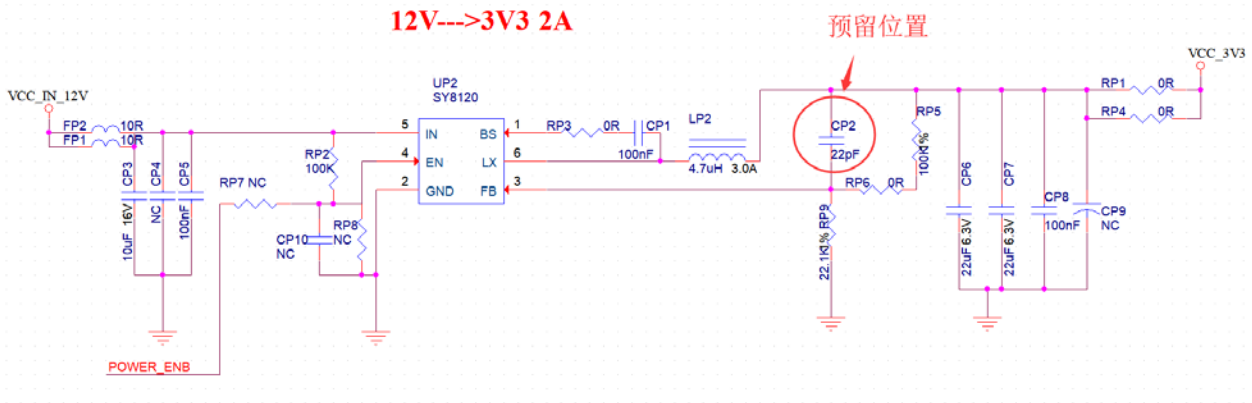 12V--->3V3 2A
预留位置
VCC_3V3
VCC_IN_12V
UP2
SY8120
FP2 10R
FP1 10R
5 IN
4 EN
2 GND
BS 1
LX 6
FB 3
RP3 0R
CP1
100nF
LP2
4.7uH 3.0A
CP2
22pF
RP5
100K1%
RP1 0R
RP4 0R
CP3
10uF 16V
CP4
NC
CP5
100nF
RP2
100K
RP7 NC
CP10
NC
RP8
NC
RP6 0R
RP9
22.1K1%
CP6
22uF 6.3V
CP7
22uF 6.3V
CP8
100nF
CP9
NC
POWER_ENB